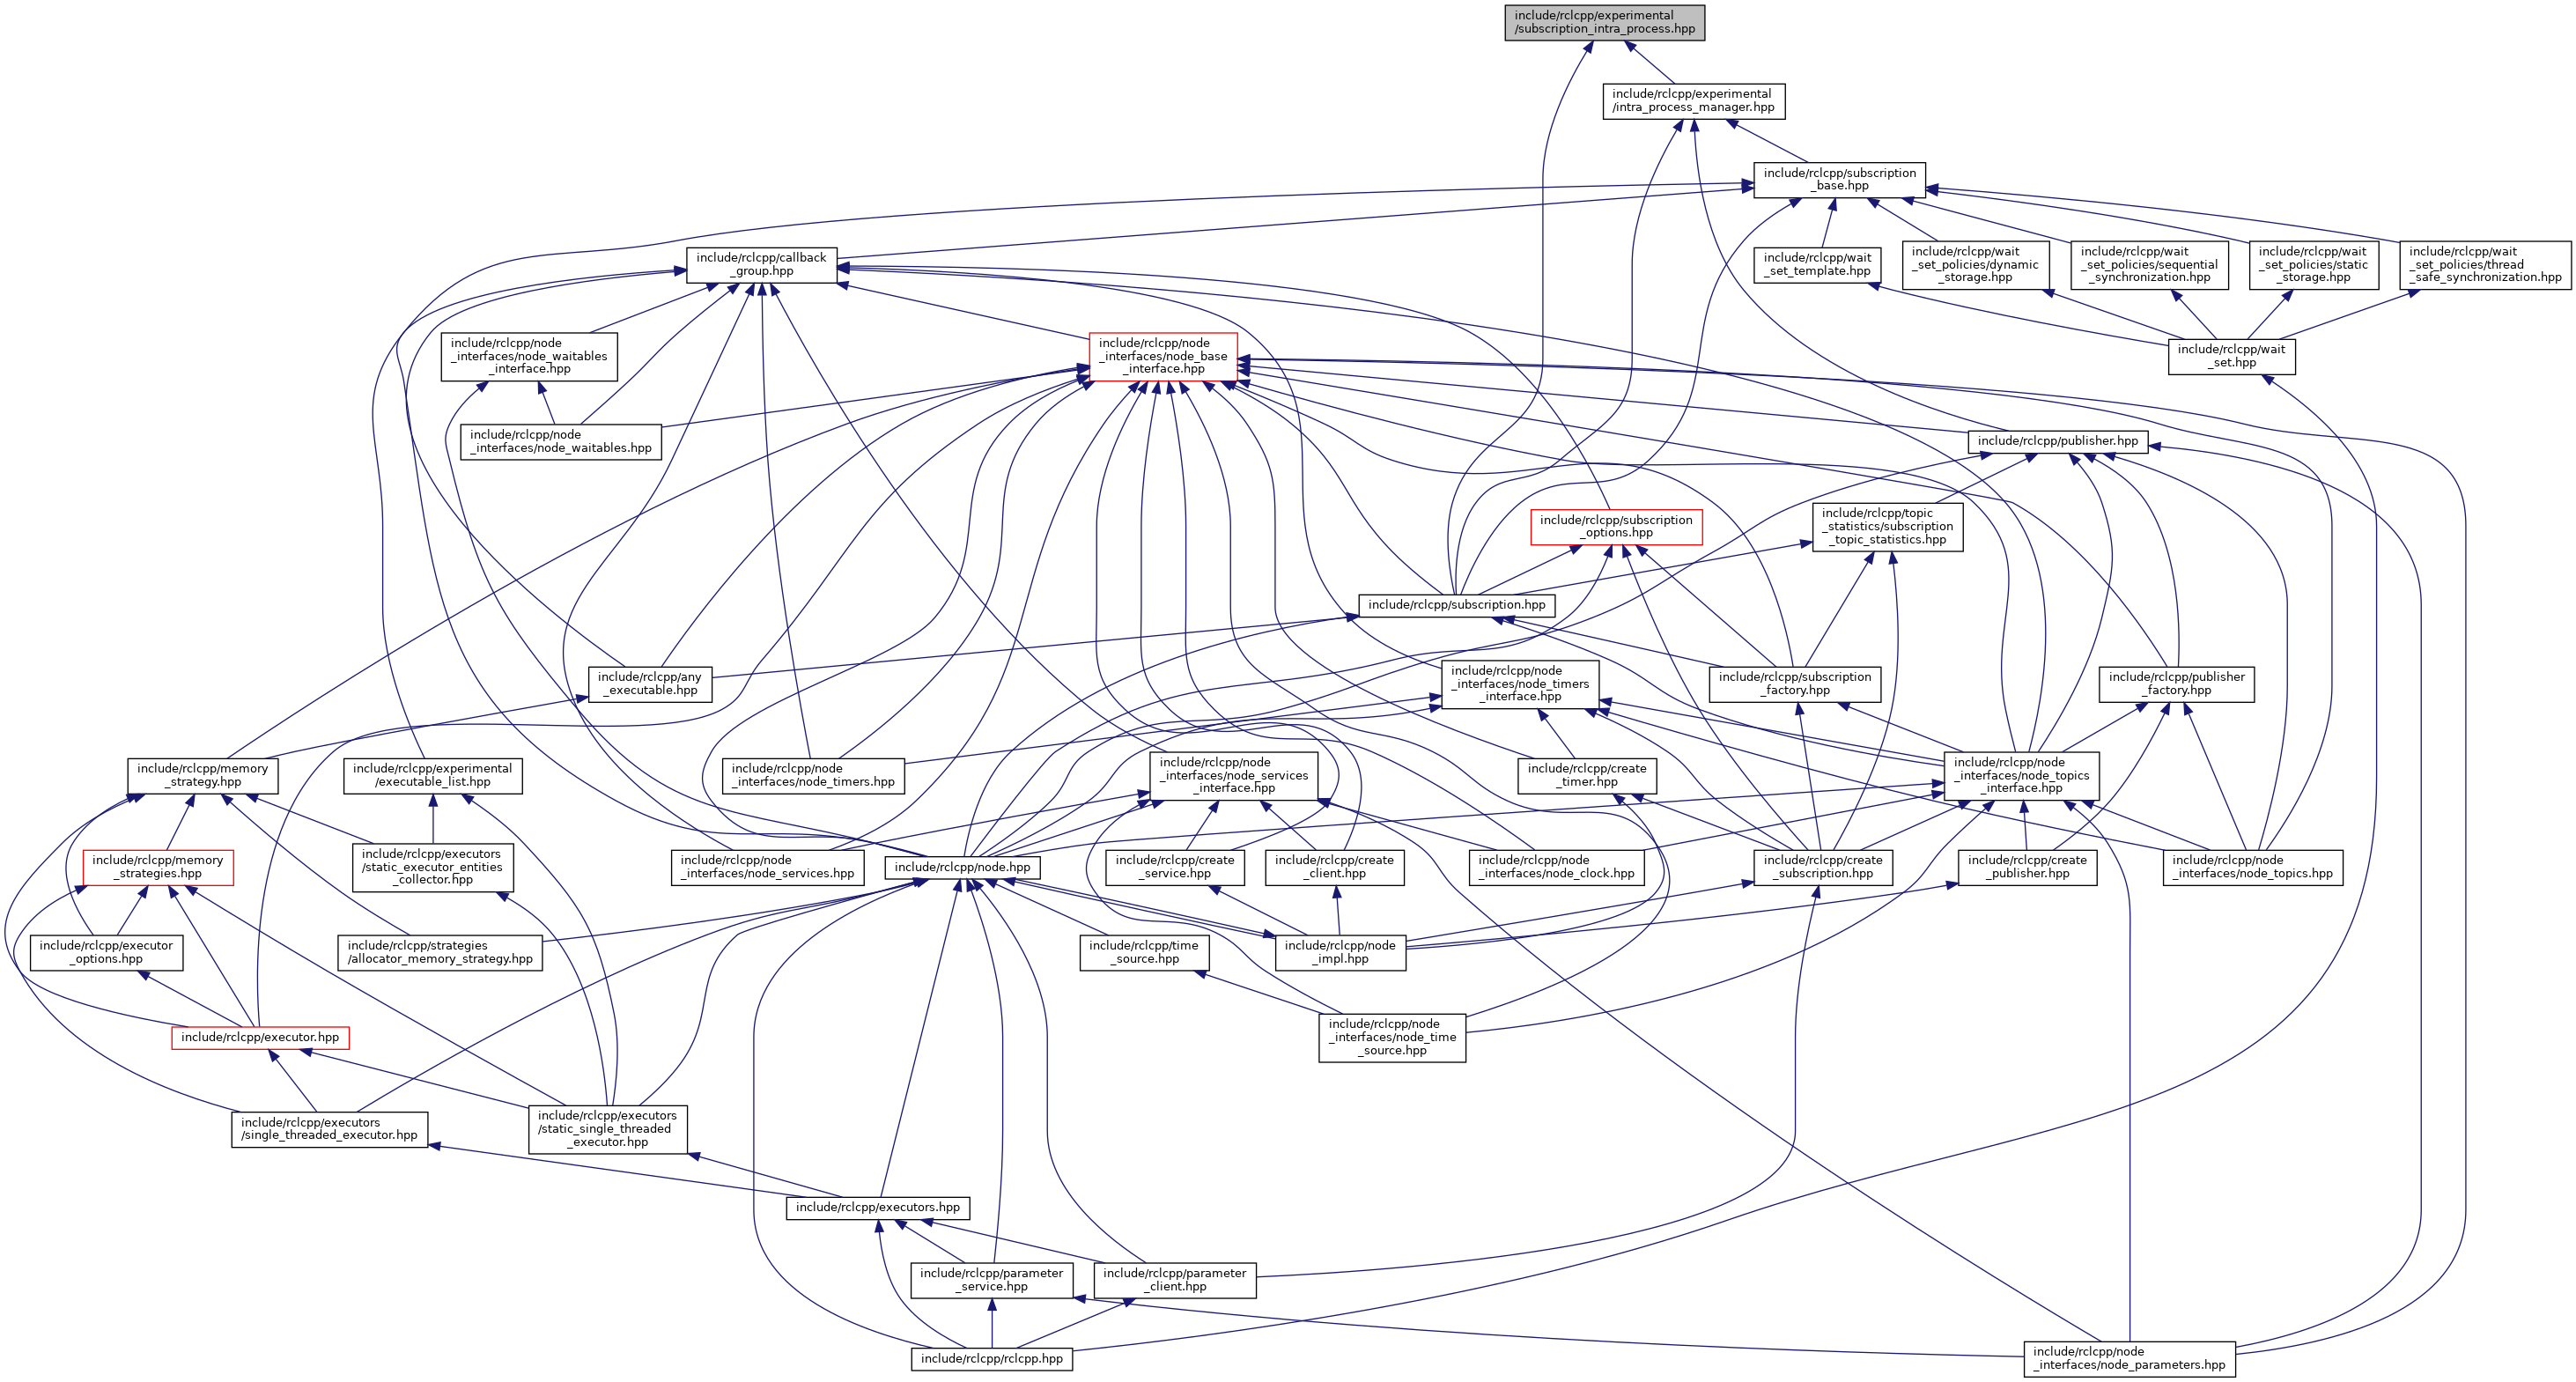 include/rclcpp/experimental
/subscription_intra_process.hpp
include/rclcpp/experimental
/intra_process_manager.hpp
include/rclcpp/subscription
_base.hpp
include/rclcpp/callback
_group.hpp
include/rclcpp/wait
_set_template.hpp
include/rclcpp/wait
_set_policies/dynamic
_storage.hpp
include/rclcpp/wait
_set_policies/sequential
_synchronization.hpp
include/rclcpp/wait
_set_policies/static
_storage.hpp
include/rclcpp/wait
_set_policies/thread
_safe_synchronization.hpp
include/rclcpp/node
_interfaces/node_waitables
_interface.hpp
include/rclcpp/node
_interfaces/node_base
_interface.hpp
include/rclcpp/wait
_set.hpp
include/rclcpp/node
_interfaces/node_waitables.hpp
include/rclcpp/publisher.hpp
include/rclcpp/subscription
_options.hpp
include/rclcpp/topic
_statistics/subscription
_topic_statistics.hpp
include/rclcpp/subscription.hpp
include/rclcpp/any
_executable.hpp
include/rclcpp/node
_interfaces/node_timers
_interface.hpp
include/rclcpp/subscription
_factory.hpp
include/rclcpp/publisher
_factory.hpp
include/rclcpp/memory
_strategy.hpp
include/rclcpp/experimental
/executable_list.hpp
include/rclcpp/node
_interfaces/node_timers.hpp
include/rclcpp/node
_interfaces/node_services
_interface.hpp
include/rclcpp/create
_timer.hpp
include/rclcpp/node
_interfaces/node_topics
_interface.hpp
include/rclcpp/memory
_strategies.hpp
include/rclcpp/executors
/static_executor_entities
_collector.hpp
include/rclcpp/node
_interfaces/node_services.hpp
include/rclcpp/node.hpp
include/rclcpp/create
_service.hpp
include/rclcpp/create
_client.hpp
include/rclcpp/node
_interfaces/node_clock.hpp
include/rclcpp/create
_subscription.hpp
include/rclcpp/create
_publisher.hpp
include/rclcpp/node
_interfaces/node_topics.hpp
include/rclcpp/executor
_options.hpp
include/rclcpp/strategies
/allocator_memory_strategy.hpp
include/rclcpp/time
_source.hpp
include/rclcpp/node
_impl.hpp
include/rclcpp/executor.hpp
include/rclcpp/node
_interfaces/node_time
_source.hpp
include/rclcpp/executors
/single_threaded_executor.hpp
include/rclcpp/executors
/static_single_threaded
_executor.hpp
include/rclcpp/executors.hpp
include/rclcpp/parameter
_service.hpp
include/rclcpp/parameter
_client.hpp
include/rclcpp/rclcpp.hpp
include/rclcpp/node
_interfaces/node_parameters.hpp